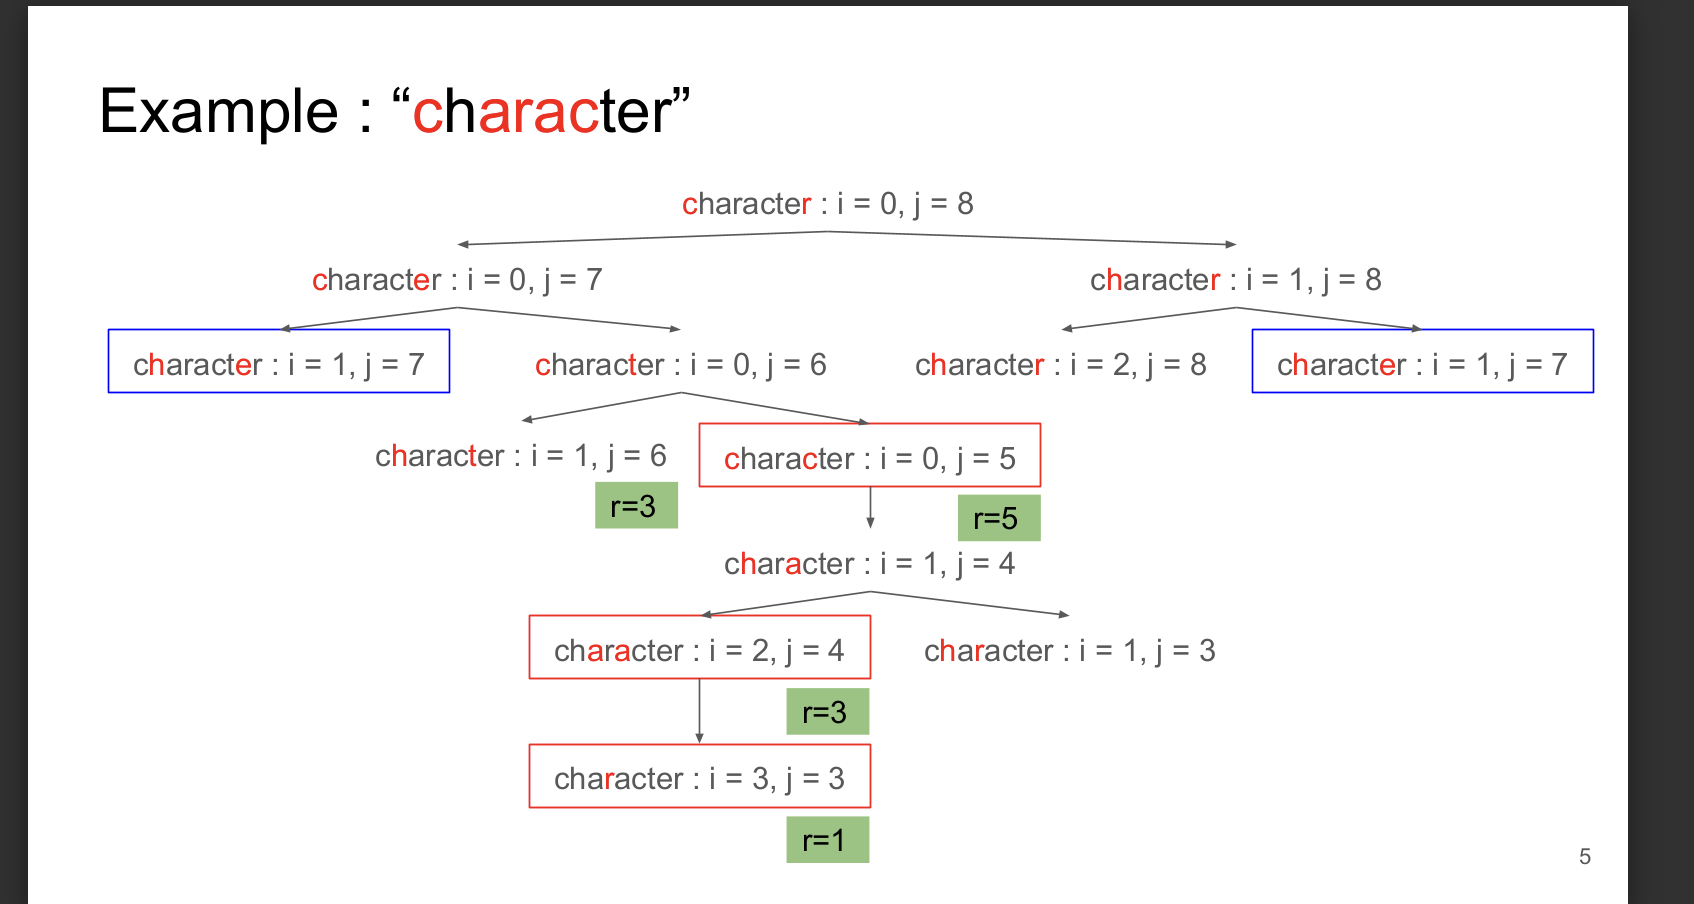 Example : “character”
character : i = 0, j = 8
character : i = 0, j = 7
character : i = 1, j = 8
character : i = 1, j = 7
character : i = 0, j = 6
character : i = 2, j = 8
character : i = 1, j = 7
character : i = 1, j = 6
character : i = 0, j = 5
r=3
r=5
character : i = 1, j = 4
character : i = 2, j = 4
character : i = 1, j = 3
r=3
character : i = 3, j = 3
r=1
5